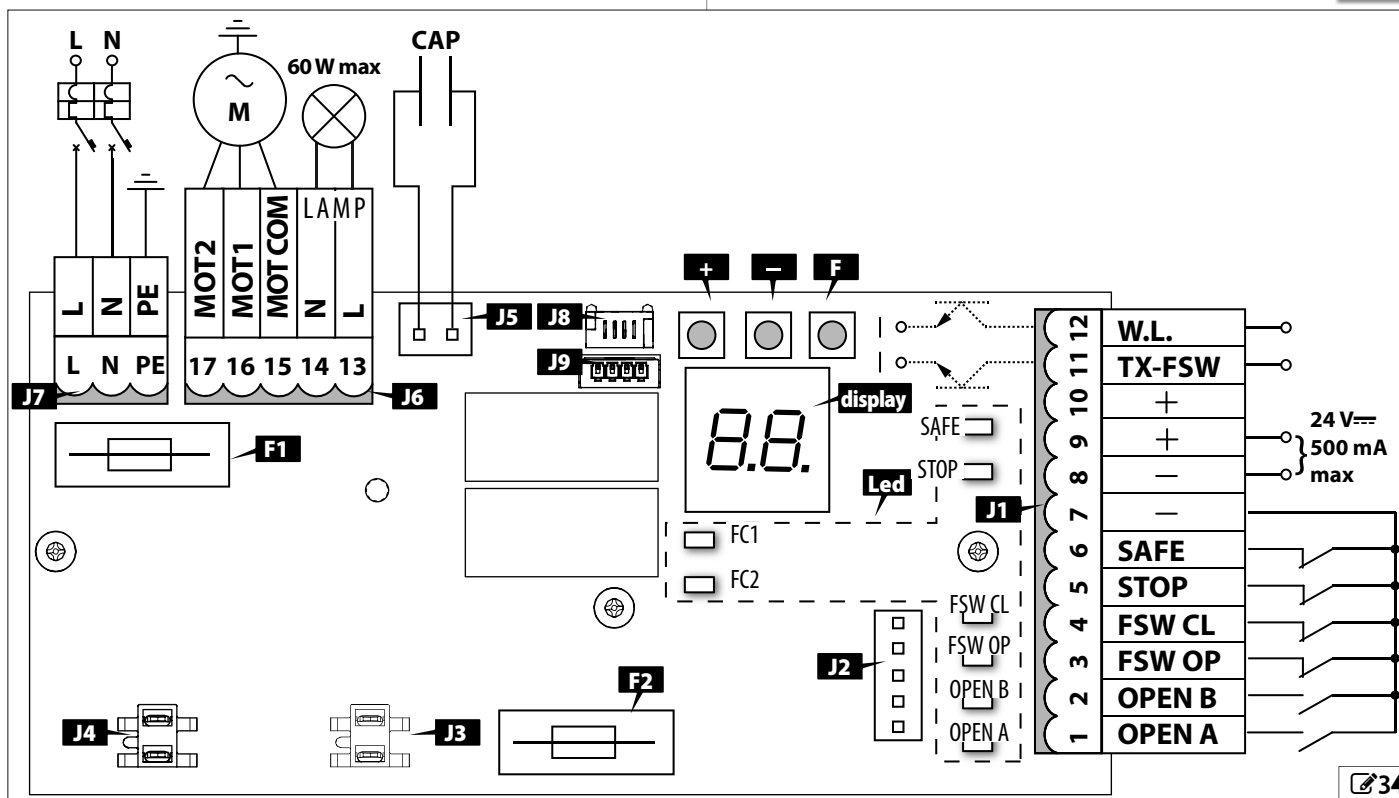 L N
CAP
60 W max
M
MOT2
MOT1
MOT COM
LAMP
N
L
L
N
PE
L N PE
17 16 15 14 13
J7
J6
J5
J8
J9
+
−
F
display
88.
F1
Led
SAFE
STOP
FC1
FC2
FSW CL
FSW OP
OPEN B
OPEN A
J2
F2
J4
J3
J1
12 W.L.
11 TX-FSW
10 +
9 +
8 −
7 −
6 SAFE
5 STOP
4 FSW CL
3 FSW OP
2 OPEN B
1 OPEN A
24 V
500 mA
max